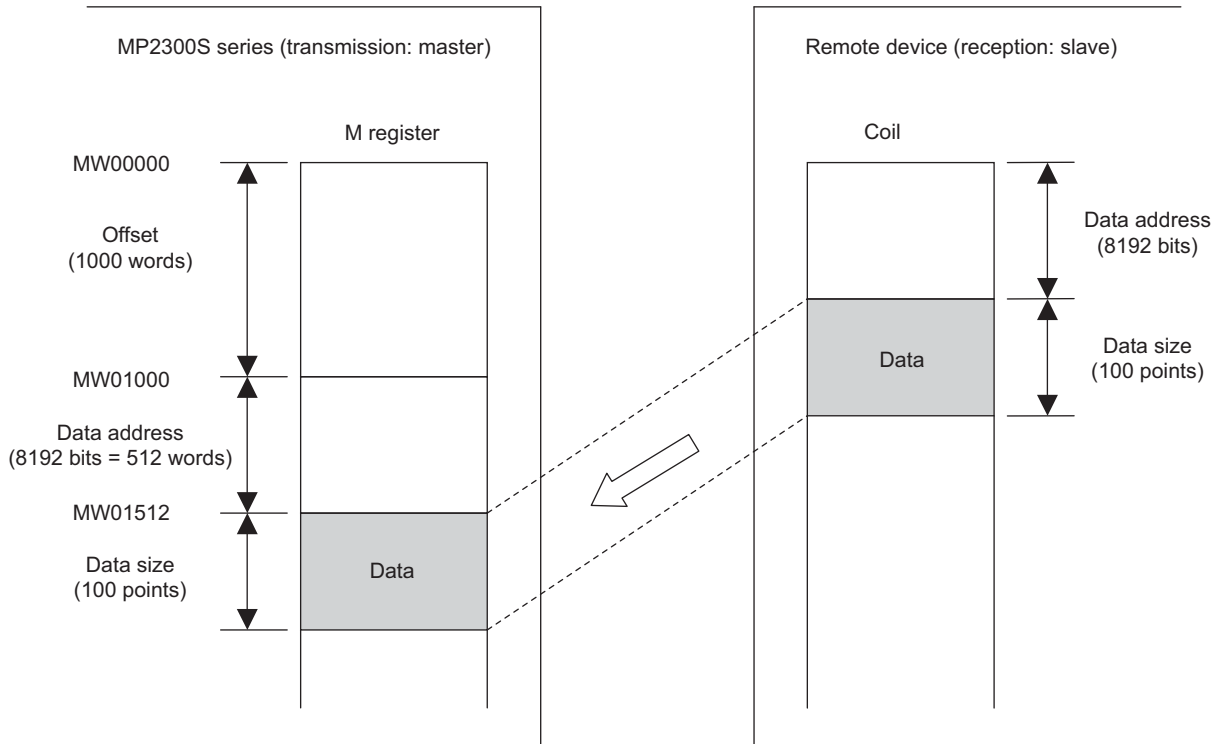 MP2300S series (transmission: master)
M register
MW00000
Offset
(1000 words)
MW01000
Data address
(8192 bits = 512 words)
MW01512
Data size
(100 points)
Data
Remote device (reception: slave)
Coil
Data address
(8192 bits)
Data
Data size
(100 points)